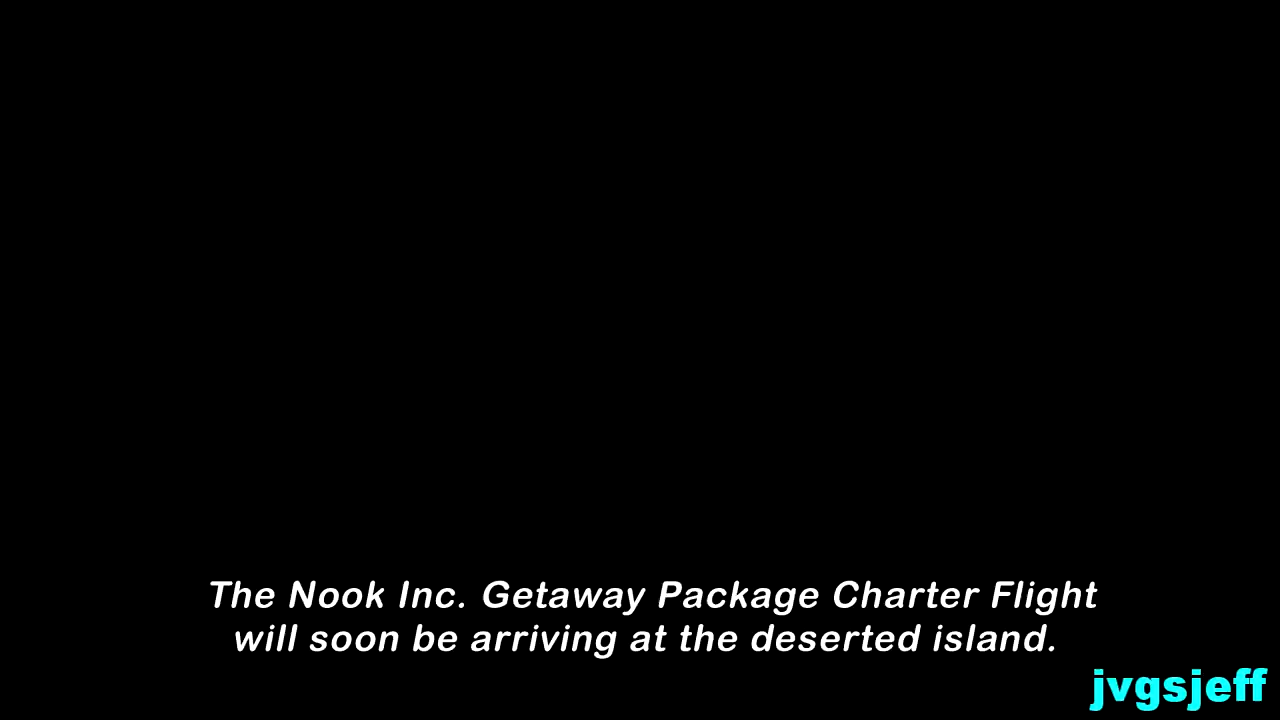 The Nook Inc. Getaway Package Charter Flight
will soon be arriving at the deserted island.
jvgsjeff